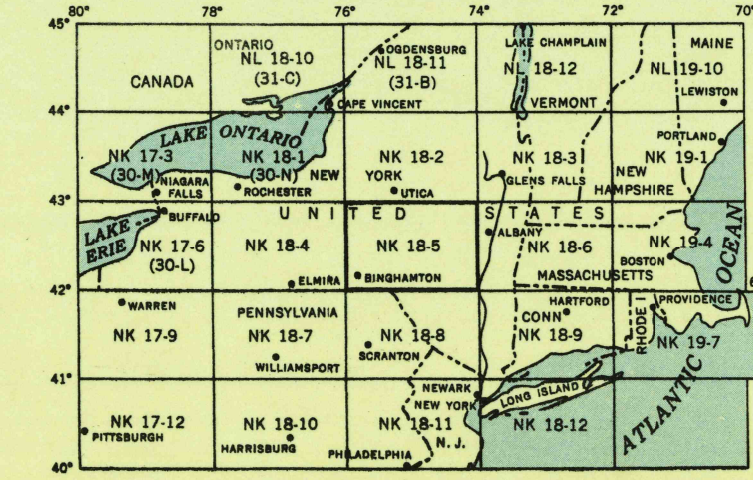 80° 78° 76° 74° 72° 70°
45°
ONTARIO
NL 18-10
(31-C)
OGDENSBURG
NL 18-11
(31-B)
LAKE CHAMPLAIN
NL 18-12
MAINE
NL 19-10
LEWISTON
CANADA
44°
CAPE VINCENT
VERMONT
LAKE ONTARIO
PORTLAND
NK 17-3
(30-M)
NK 18-1
(30-N)
NK 18-2
NK 18-3
NK 19-1
NIAGARA
FALLS
ROCHESTER
NEW
YORK
UTICA
GLENS FALLS
NEW
HAMPSHIRE
43°
BUFFALO
UNITED STATES
LAKE
ERIE
NK 17-6
(30-L)
NK 18-4
NK 18-5
ALBANY
NK 18-6
NK 19-4
BOSTON
OCEAN
ELMIRA
BINGHAMTON
MASSACHUSETTS
42°
WARREN
PENNSYLVANIA
HARTFORD
PROVIDENCE
CONN
RHODE I
NK 17-9
NK 18-7
NK 18-8
NK 18-9
NK 19-7
WILLIAMSPORT
SCRANTON
41°
NEWARK
NEW YORK
LONG ISLAND
ATLANTIC
NK 17-12
NK 18-10
NK 18-11
NK 18-12
PITTSBURGH
HARRISBURG
N. J.
PHILADELPHIA
40°